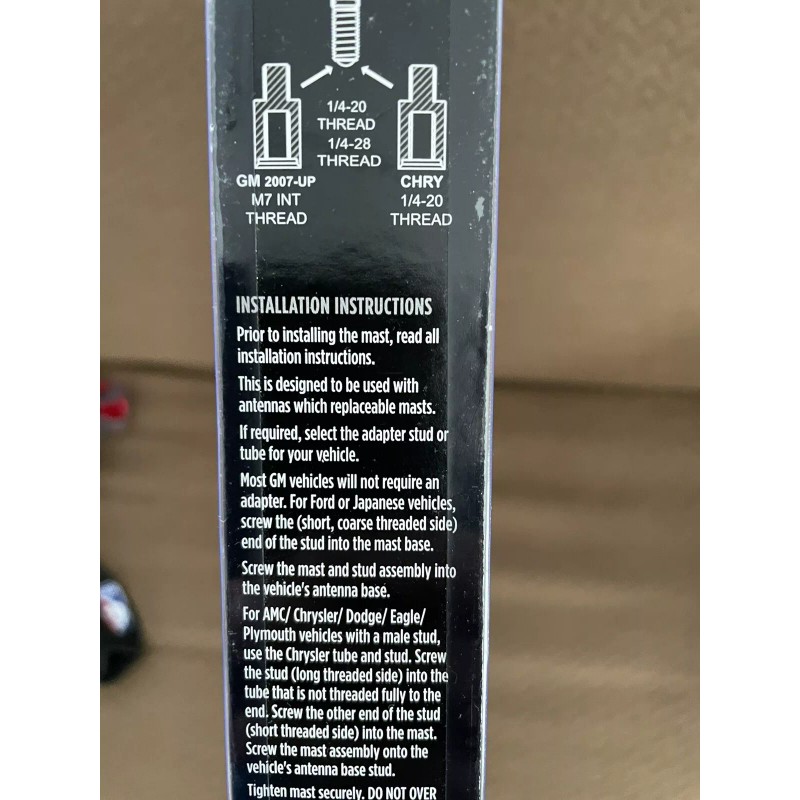 1/4-20
THREAD
1/4-28
THREAD
GM 2007-UP
M7 INT
THREAD
CHRY
1/4-20
THREAD
INSTALLATION INSTRUCTIONS
Prior to installing the mast, read all
installation instructions.
This is designed to be used with
antennas which replaceable masts.
If required, select the adapter stud or
tube for your vehicle.
Most GM vehicles will not require an
adapter. For Ford or Japanese vehicles,
screw the (short, coarse threaded side)
end of the stud into the mast base.
Screw the mast and stud assembly into
the vehicle's antenna base.
For AMC/ Chrysler/ Dodge/ Eagle/
Plymouth vehicles with a male stud,
use the Chrysler tube and stud. Screw
the stud (long threaded side) into the
tube that is not threaded fully to the
end. Screw the other end of the stud
(short threaded side) into the mast.
Screw the mast assembly onto the
vehicle's antenna base stud.
Tighten mast securely. DO NOT OVER